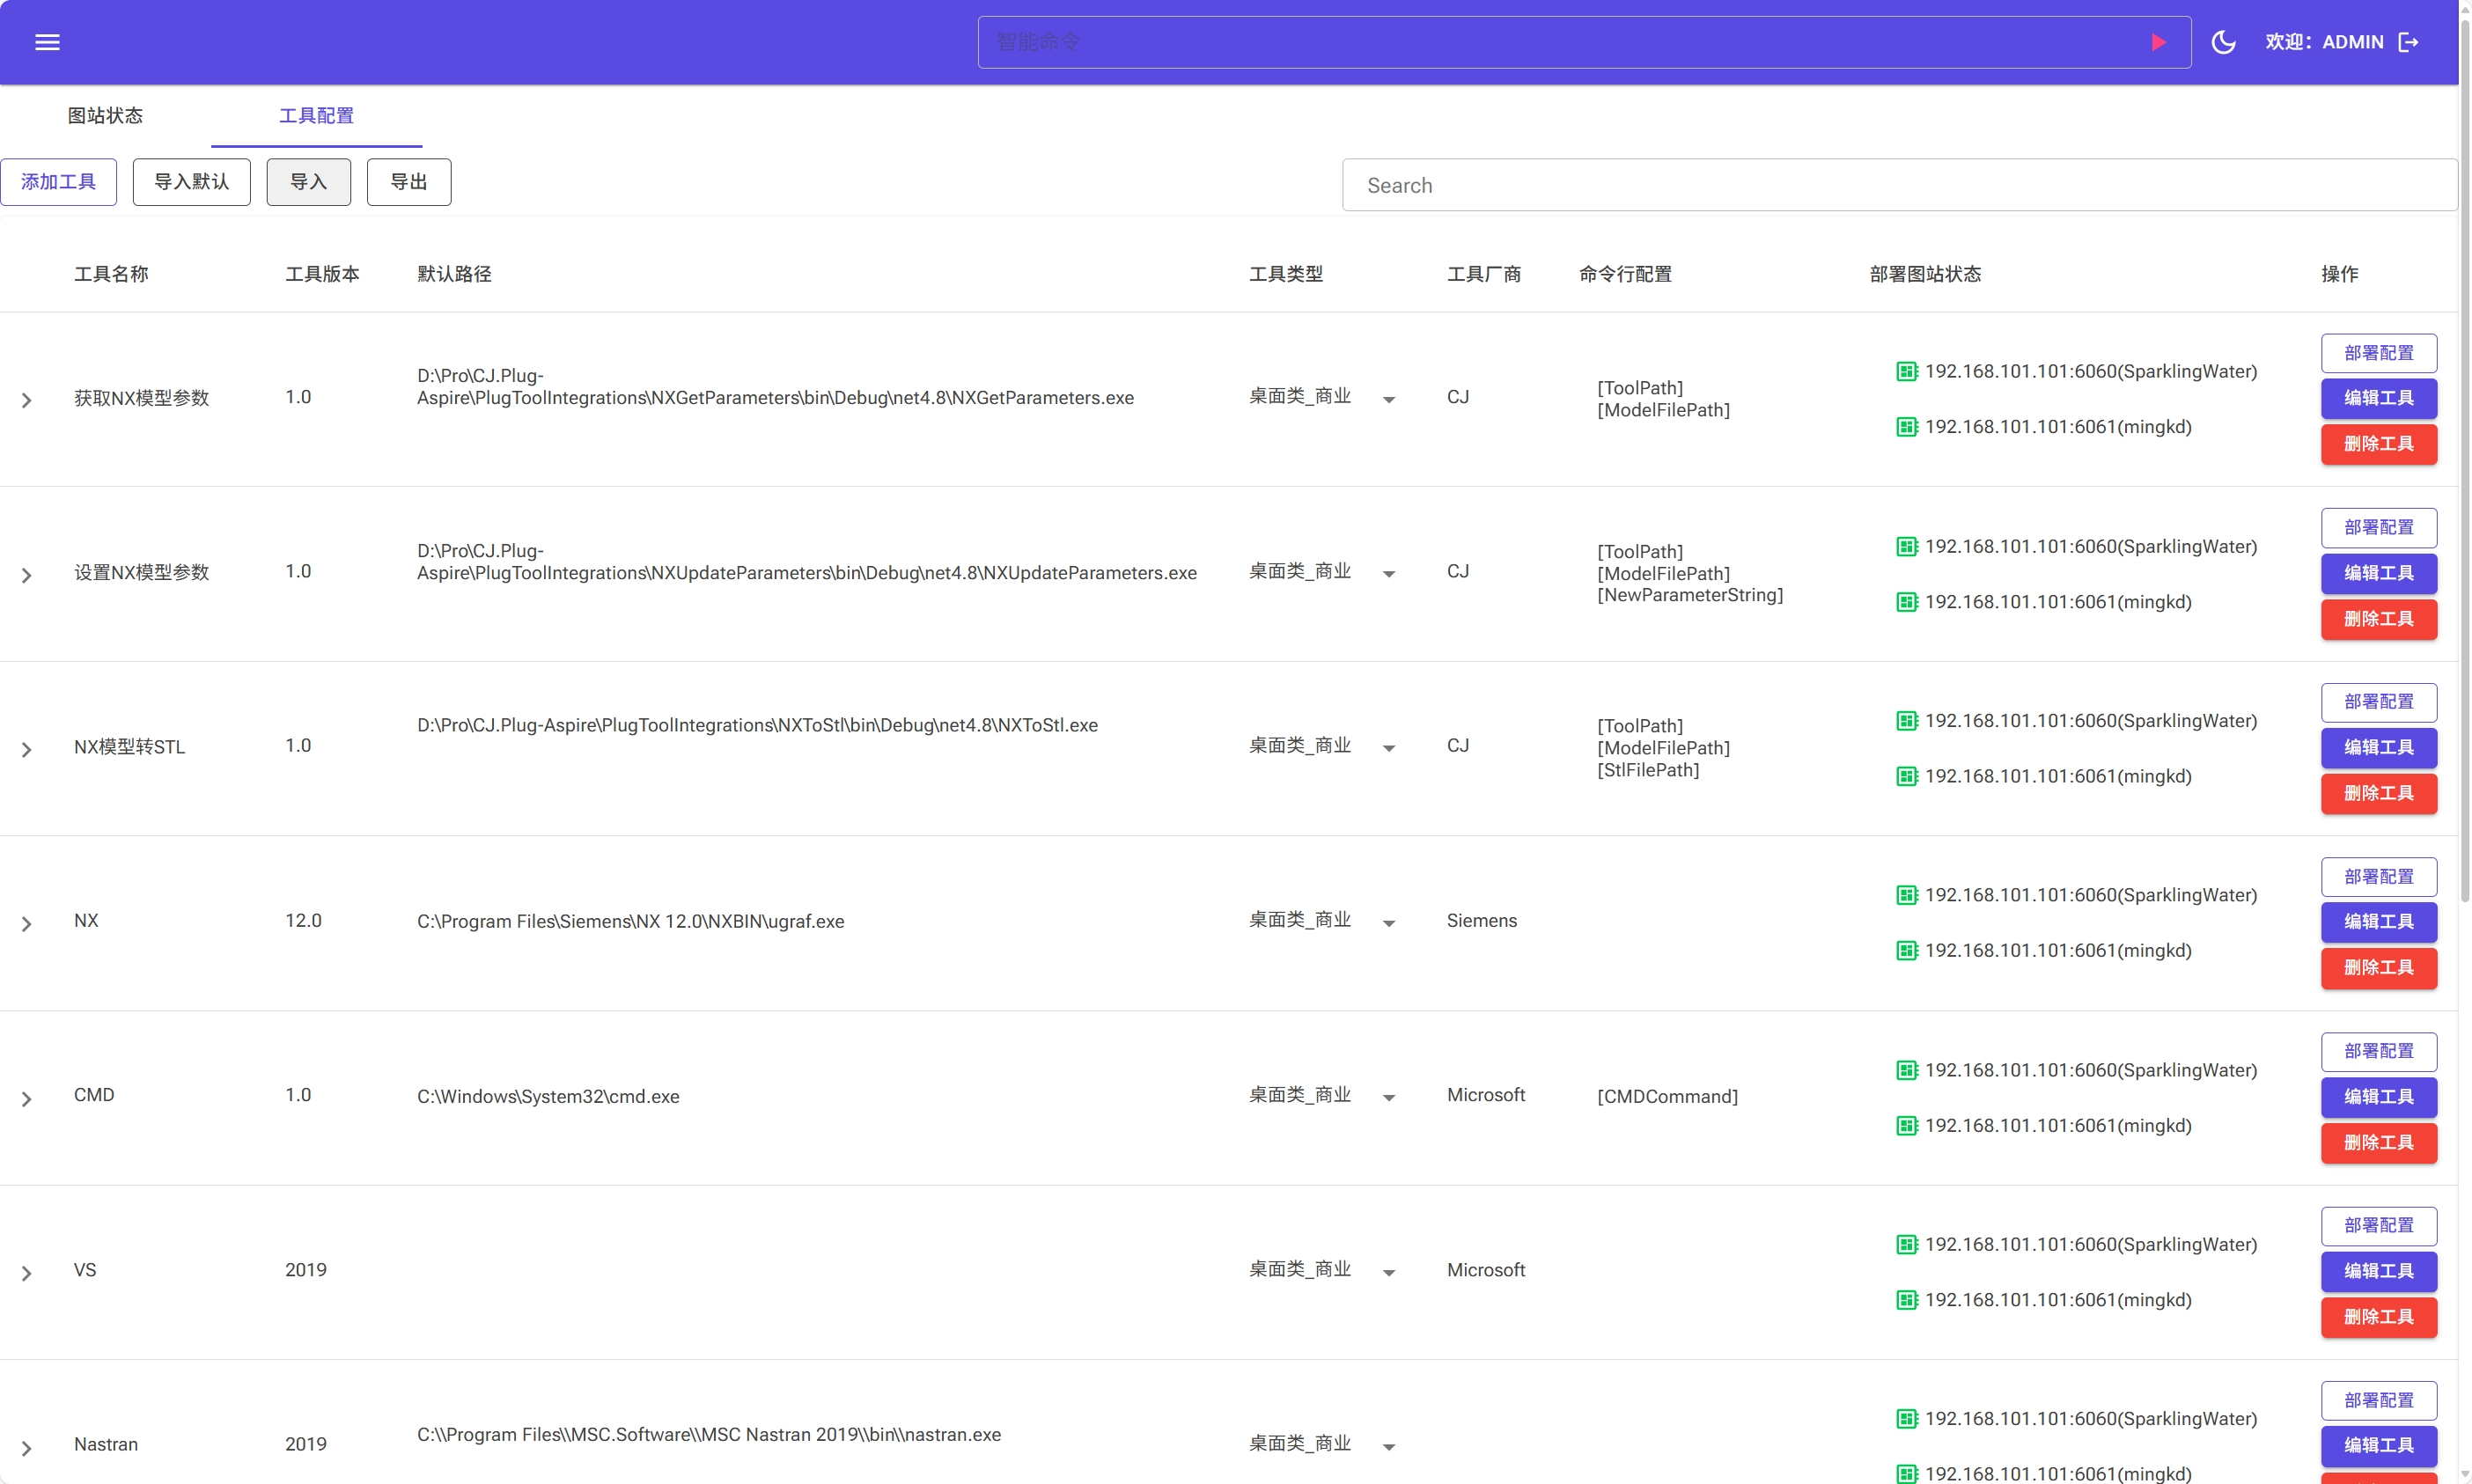 智能命令
欢迎：ADMIN
图站状态
工具配置
添加工具
导入默认
导入
导出
Search
工具名称
工具版本
默认路径
工具类型
工具厂商
命令行配置
部署图站状态
操作
获取NX模型参数
1.0
D:\Pro\CJ.Plug-
Aspire\PlugToolIntegrations\NXGetParameters\bin\Debug\net4.8\NXGetParameters.exe
桌面类_商业
CJ
[ToolPath]
[ModelFilePath]
192.168.101.101:6060(SparklingWater)
192.168.101.101:6061(mingkd)
部署配置
编辑工具
删除工具
设置NX模型参数
1.0
D:\Pro\CJ.Plug-
Aspire\PlugToolIntegrations\NXUpdateParameters\bin\Debug\net4.8\NXUpdateParameters.exe
桌面类_商业
CJ
[ToolPath]
[ModelFilePath]
[NewParameterString]
192.168.101.101:6060(SparklingWater)
192.168.101.101:6061(mingkd)
部署配置
编辑工具
删除工具
NX模型转STL
1.0
D:\Pro\CJ.Plug-Aspire\PlugToolIntegrations\NXToStl\bin\Debug\net4.8\NXToStl.exe
桌面类_商业
CJ
[ToolPath]
[ModelFilePath]
[StlFilePath]
192.168.101.101:6060(SparklingWater)
192.168.101.101:6061(mingkd)
部署配置
编辑工具
删除工具
NX
12.0
C:\Program Files\Siemens\NX 12.0\NXBIN\ugraf.exe
桌面类_商业
Siemens
192.168.101.101:6060(SparklingWater)
192.168.101.101:6061(mingkd)
部署配置
编辑工具
删除工具
CMD
1.0
C:\Windows\System32\cmd.exe
桌面类_商业
Microsoft
[CMDCommand]
192.168.101.101:6060(SparklingWater)
192.168.101.101:6061(mingkd)
部署配置
编辑工具
删除工具
VS
2019
桌面类_商业
Microsoft
192.168.101.101:6060(SparklingWater)
192.168.101.101:6061(mingkd)
部署配置
编辑工具
删除工具
Nastran
2019
C:\\Program Files\\MSC.Software\\MSC Nastran 2019\\bin\\nastran.exe
桌面类_商业
192.168.101.101:6060(SparklingWater)
192.168.101.101:6061(mingkd)
部署配置
编辑工具